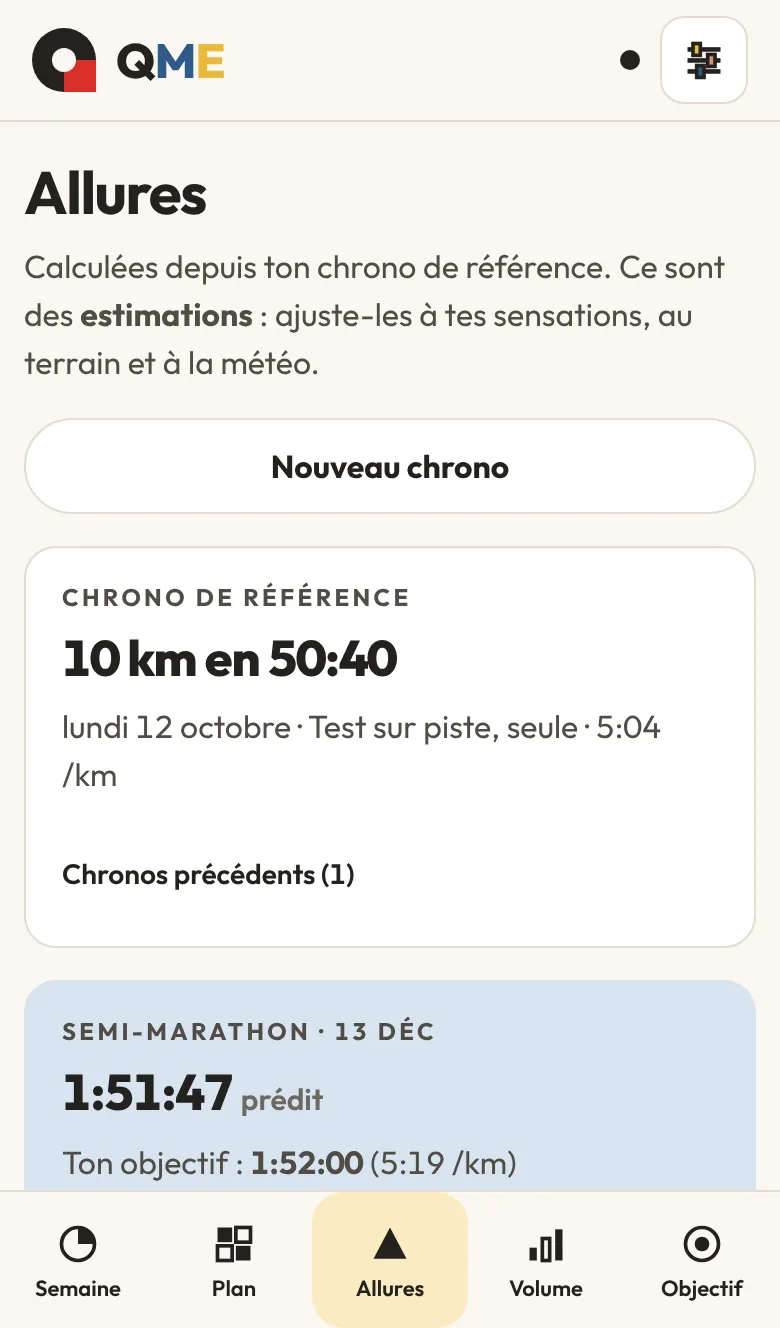 QME
Allures
Calculées depuis ton chrono de référence. Ce sont
des estimations : ajuste-les à tes sensations, au
terrain et à la météo.
Nouveau chrono
CHRONO DE RÉFÉRENCE
10 km en 50:40
lundi 12 octobre · Test sur piste, seule · 5:04
/km
Chronos précédents (1)
SEMI-MARATHON · 13 DÉC
1:51:47 prédit
Ton objectif : 1:52:00 (5:19 /km)
Semaine
Plan
Allures
Volume
Objectif